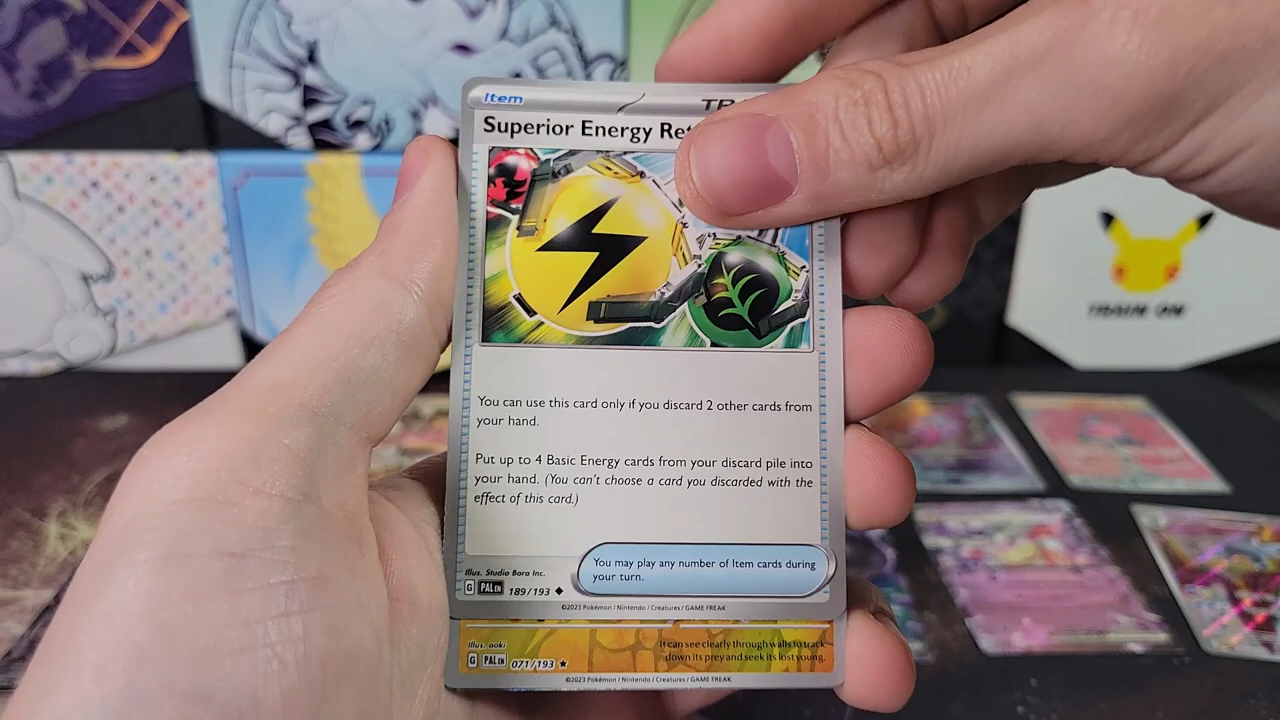 Item
Superior Energy
You can use this card only if you discard 2 other cards from
your hand.
Put up to 4 Basic Energy cards from your discard pile into
your hand. (You can't choose a card you discarded with the
effect of this card.)
You may play any number of Item cards during
your turn.
Illus. Studio Bora Inc.
G PAL EN 189/193
©2023 Pokémon / Nintendo / Creatures / GAME FREAK
Illus. aoki
It can see clearly through walls to track
down its prey and seek its lost young.
G PAL EN 071/193
©2023 Pokémon / Nintendo / Creatures / GAME FREAK
TRAIN ON